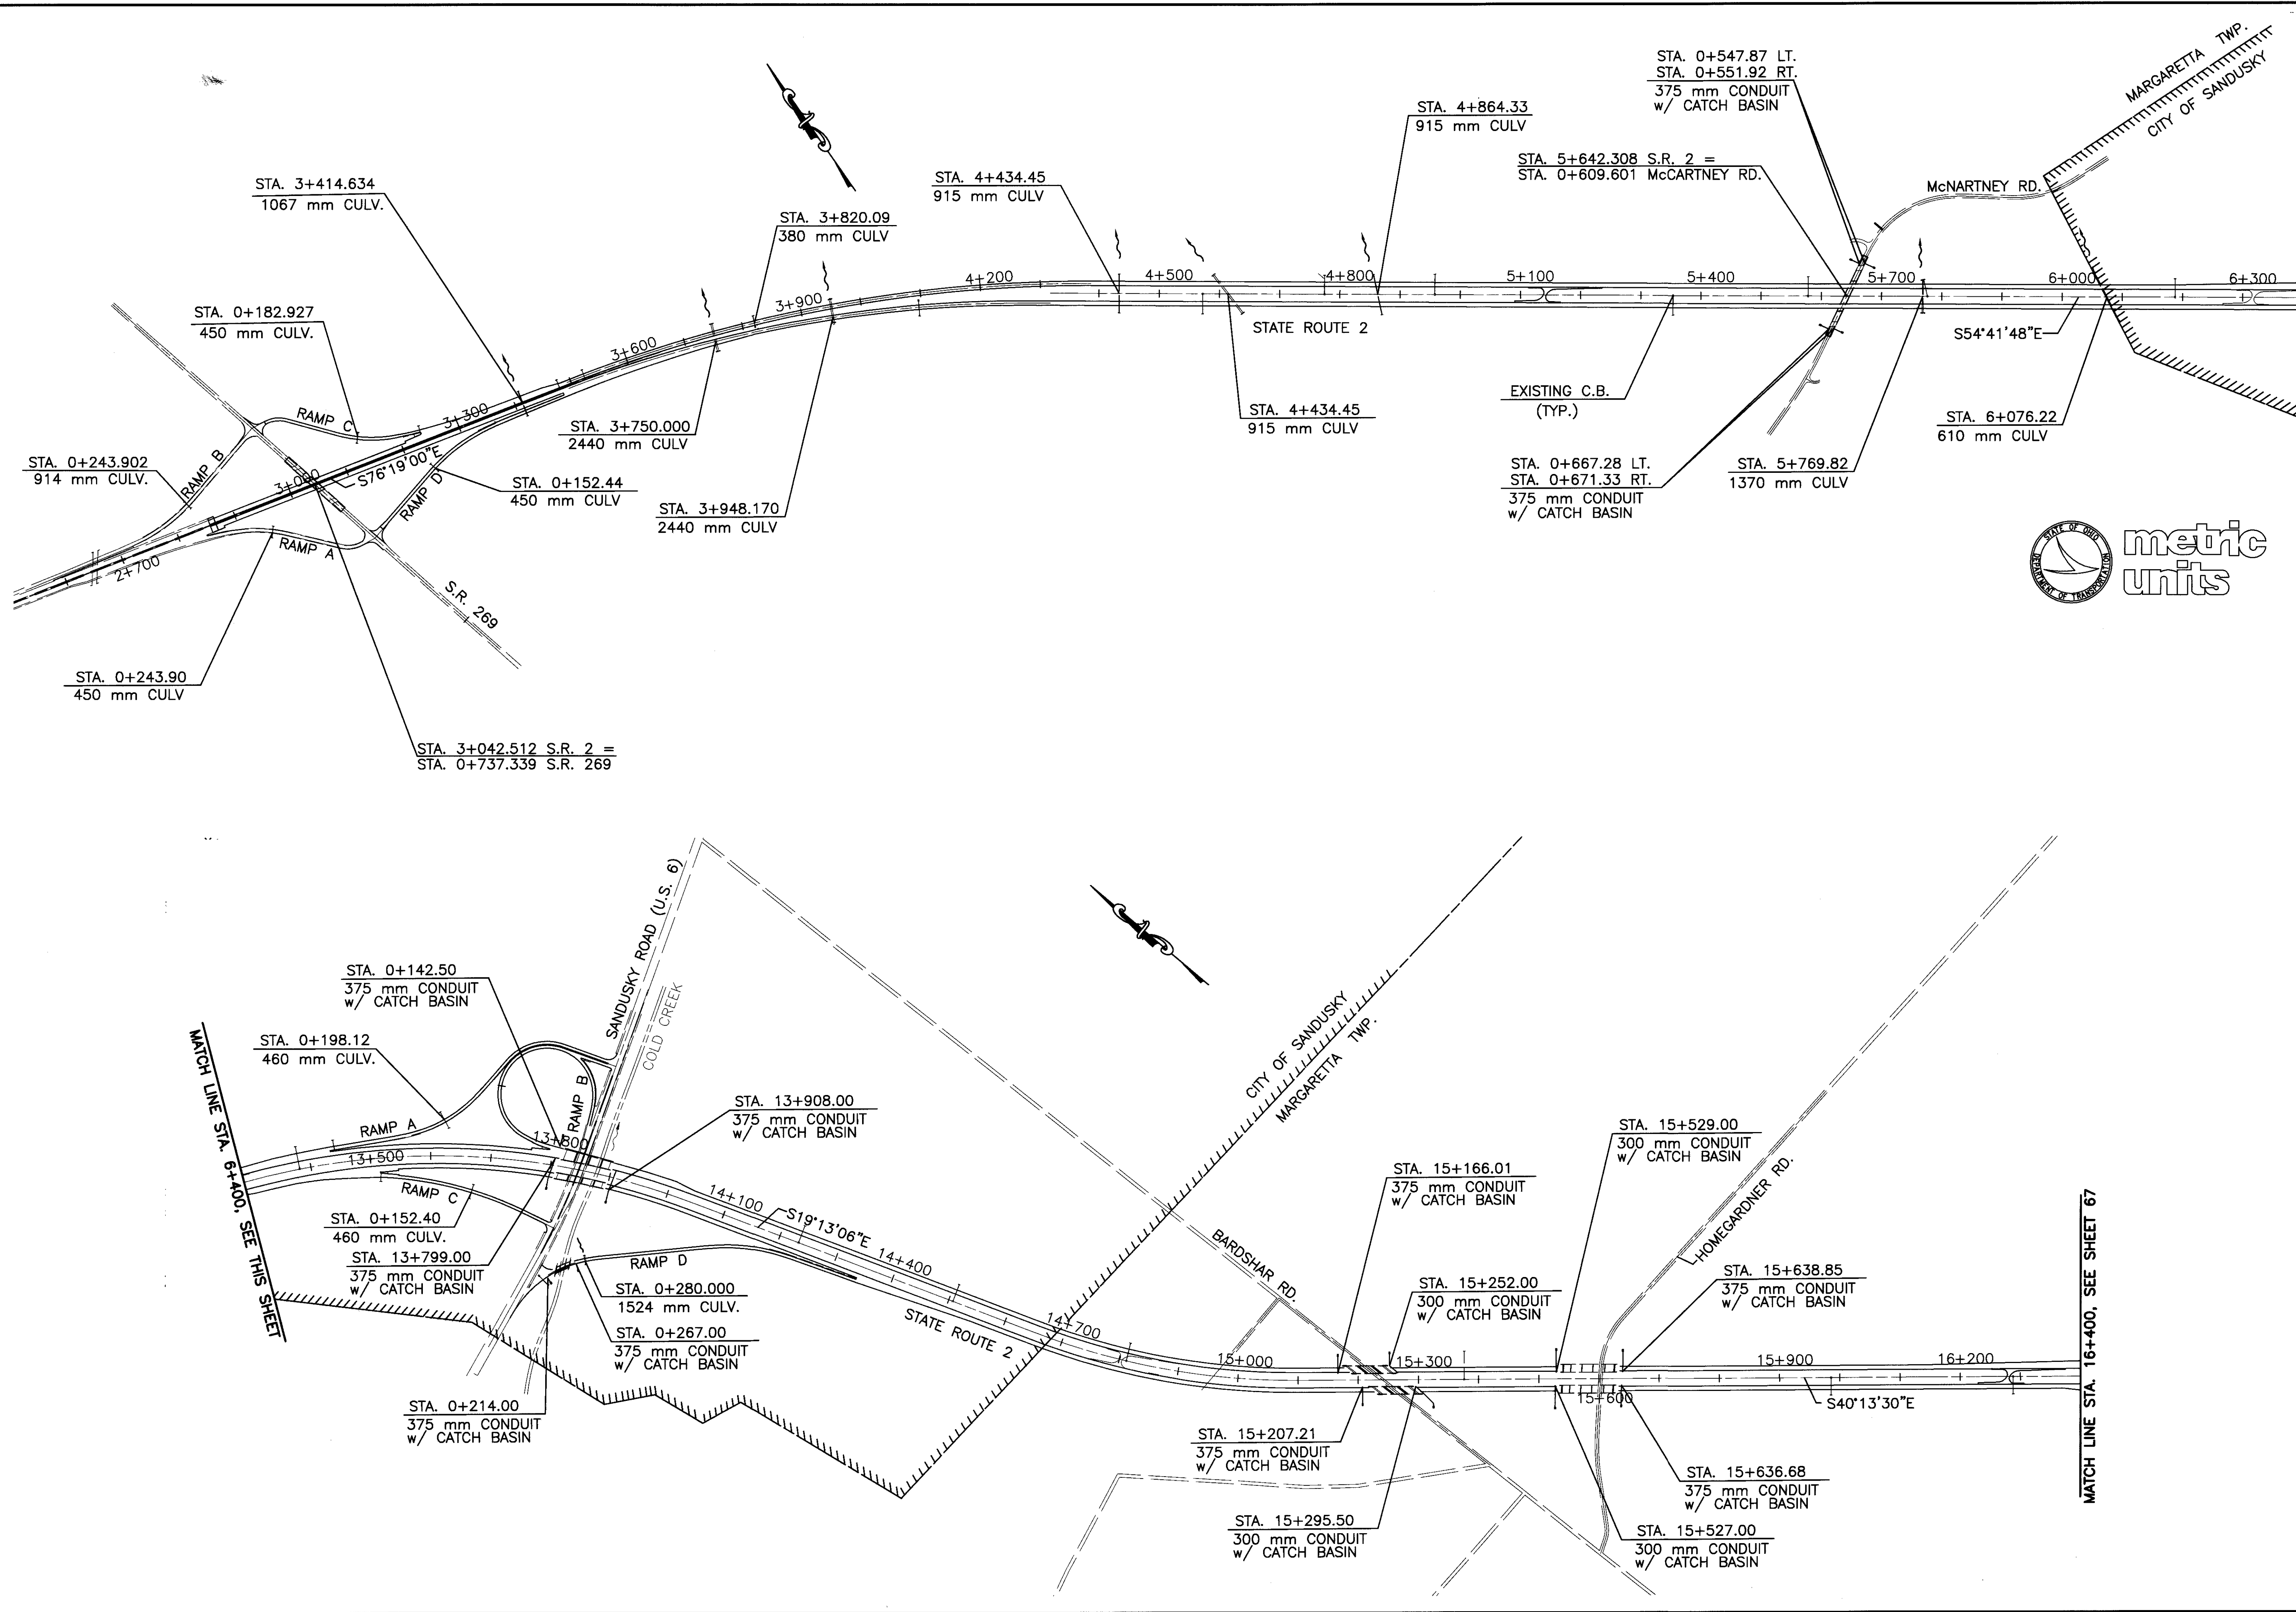 STA. 0+547.87 LT.
STA. 0+551.92 RT.
375 mm CONDUIT
w/ CATCH BASIN
MARGARETTA TWP.
CITY OF SANDUSKY
STA. 4+864.33
915 mm CULV
STA. 5+642.308 S.R. 2 =
STA. 0+609.601 McCARTNEY RD.
McNARTNEY RD.
STA. 3+414.634
1067 mm CULV.
STA. 4+434.45
915 mm CULV
STA. 3+820.09
380 mm CULV
STA. 0+182.927
450 mm CULV.
2+700
3+000
3+300
3+600
3+900
4+200
4+500
4+800
5+100
5+400
5+700
6+000
6+300
STATE ROUTE 2
S54°41'48"E
S76°19'00"E
RAMP C
RAMP B
RAMP D
RAMP A
EXISTING C.B.
(TYP.)
STA. 4+434.45
915 mm CULV
STA. 6+076.22
610 mm CULV
STA. 3+750.000
2440 mm CULV
STA. 0+243.902
914 mm CULV.
STA. 0+152.44
450 mm CULV
STA. 3+948.170
2440 mm CULV
STA. 0+667.28 LT.
STA. 0+671.33 RT.
375 mm CONDUIT
w/ CATCH BASIN
STA. 5+769.82
1370 mm CULV
STATE OF OHIO
DEPARTMENT OF TRANSPORTATION
metric
units
S.R. 269
STA. 0+243.90
450 mm CULV
STA. 3+042.512 S.R. 2 =
STA. 0+737.339 S.R. 269
SANDUSKY ROAD (U.S. 6)
COLD CREEK
STA. 0+142.50
375 mm CONDUIT
w/ CATCH BASIN
STA. 0+198.12
460 mm CULV.
MATCH LINE STA. 6+400, SEE THIS SHEET
RAMP A
RAMP B
RAMP C
RAMP D
STA. 13+908.00
375 mm CONDUIT
w/ CATCH BASIN
CITY OF SANDUSKY
MARGARETTA TWP.
STA. 15+529.00
300 mm CONDUIT
w/ CATCH BASIN
STA. 15+166.01
375 mm CONDUIT
w/ CATCH BASIN
HOMEGARDNER RD.
13+500
13+800
14+100
S19°13'06"E
14+400
14+700
15+000
15+300
15+600
15+900
16+200
STATE ROUTE 2
BARDSHAR RD.
STA. 0+152.40
460 mm CULV.
STA. 13+799.00
375 mm CONDUIT
w/ CATCH BASIN
STA. 0+280.000
1524 mm CULV.
STA. 0+267.00
375 mm CONDUIT
w/ CATCH BASIN
STA. 0+214.00
375 mm CONDUIT
w/ CATCH BASIN
STA. 15+252.00
300 mm CONDUIT
w/ CATCH BASIN
STA. 15+638.85
375 mm CONDUIT
w/ CATCH BASIN
S40°13'30"E
MATCH LINE STA. 16+400, SEE SHEET 67
STA. 15+207.21
375 mm CONDUIT
w/ CATCH BASIN
STA. 15+636.68
375 mm CONDUIT
w/ CATCH BASIN
STA. 15+295.50
300 mm CONDUIT
w/ CATCH BASIN
STA. 15+527.00
300 mm CONDUIT
w/ CATCH BASIN